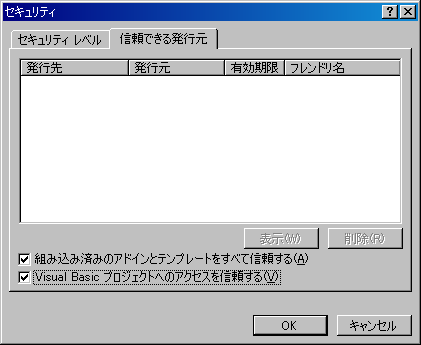 セキュリティ
セキュリティ レベル 信頼できる発行元
発行先 発行元 有効期限 フレンドリ名
表示(W) 削除(R)
組み込み済みのアドインとテンプレートをすべて信頼する(A)
Visual Basic プロジェクトへのアクセスを信頼する(V)
OK キャンセル